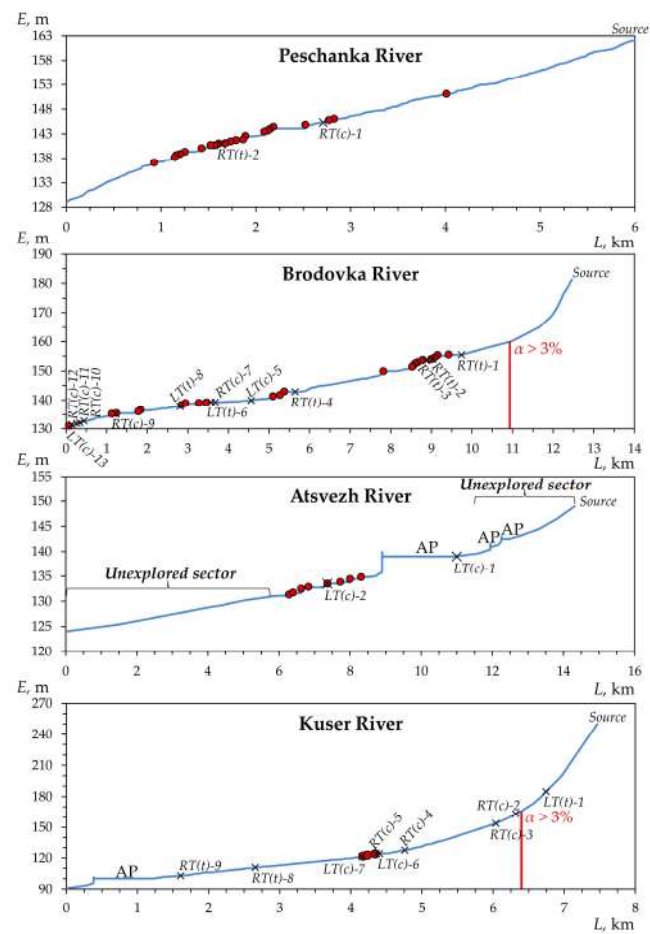 E, m
163
158
153
148
143
138
133
128
Peschanka River
Source
RT(c)-1
RT(t)-2
0 1 2 3 4 5 6
L, km
E, m
190
180
170
160
150
140
130
Brodovka River
Source
α > 3%
RT(t)-1
RT(t)-2
RT(t)-3
RT(t)-4
LT(c)-5
LT(t)-6
RT(c)-7
LT(t)-8
RT(c)-9
RT(c)-10
RT(c)-11
RT(c)-12
LT(c)-13
0 1 2 3 4 5 6 7 8 9 10 11 12 13 14
L, km
E, m
155
150
145
140
135
130
125
120
Atsvezh River
Unexplored sector
Source
AP
AP
AP
LT(c)-1
Unexplored sector
LT(c)-2
0 2 4 6 8 10 12 14 16
L, km
E, m
270
240
210
180
150
120
90
Kuser River
Source
LT(t)-1
RT(c)-2
α > 3%
RT(c)-3
RT(c)-4
RT(c)-5
LT(c)-6
LT(c)-7
RT(t)-8
RT(t)-9
AP
0 1 2 3 4 5 6 7 8
L, km